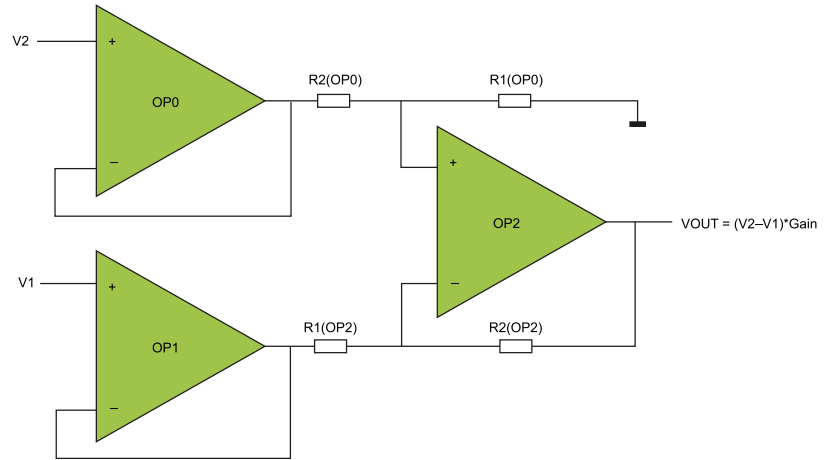 V2
+
OP0
–
R2(OP0)
R1(OP0)
+
OP2
–
VOUT = (V2–V1)*Gain
V1
+
OP1
–
R1(OP2)
R2(OP2)